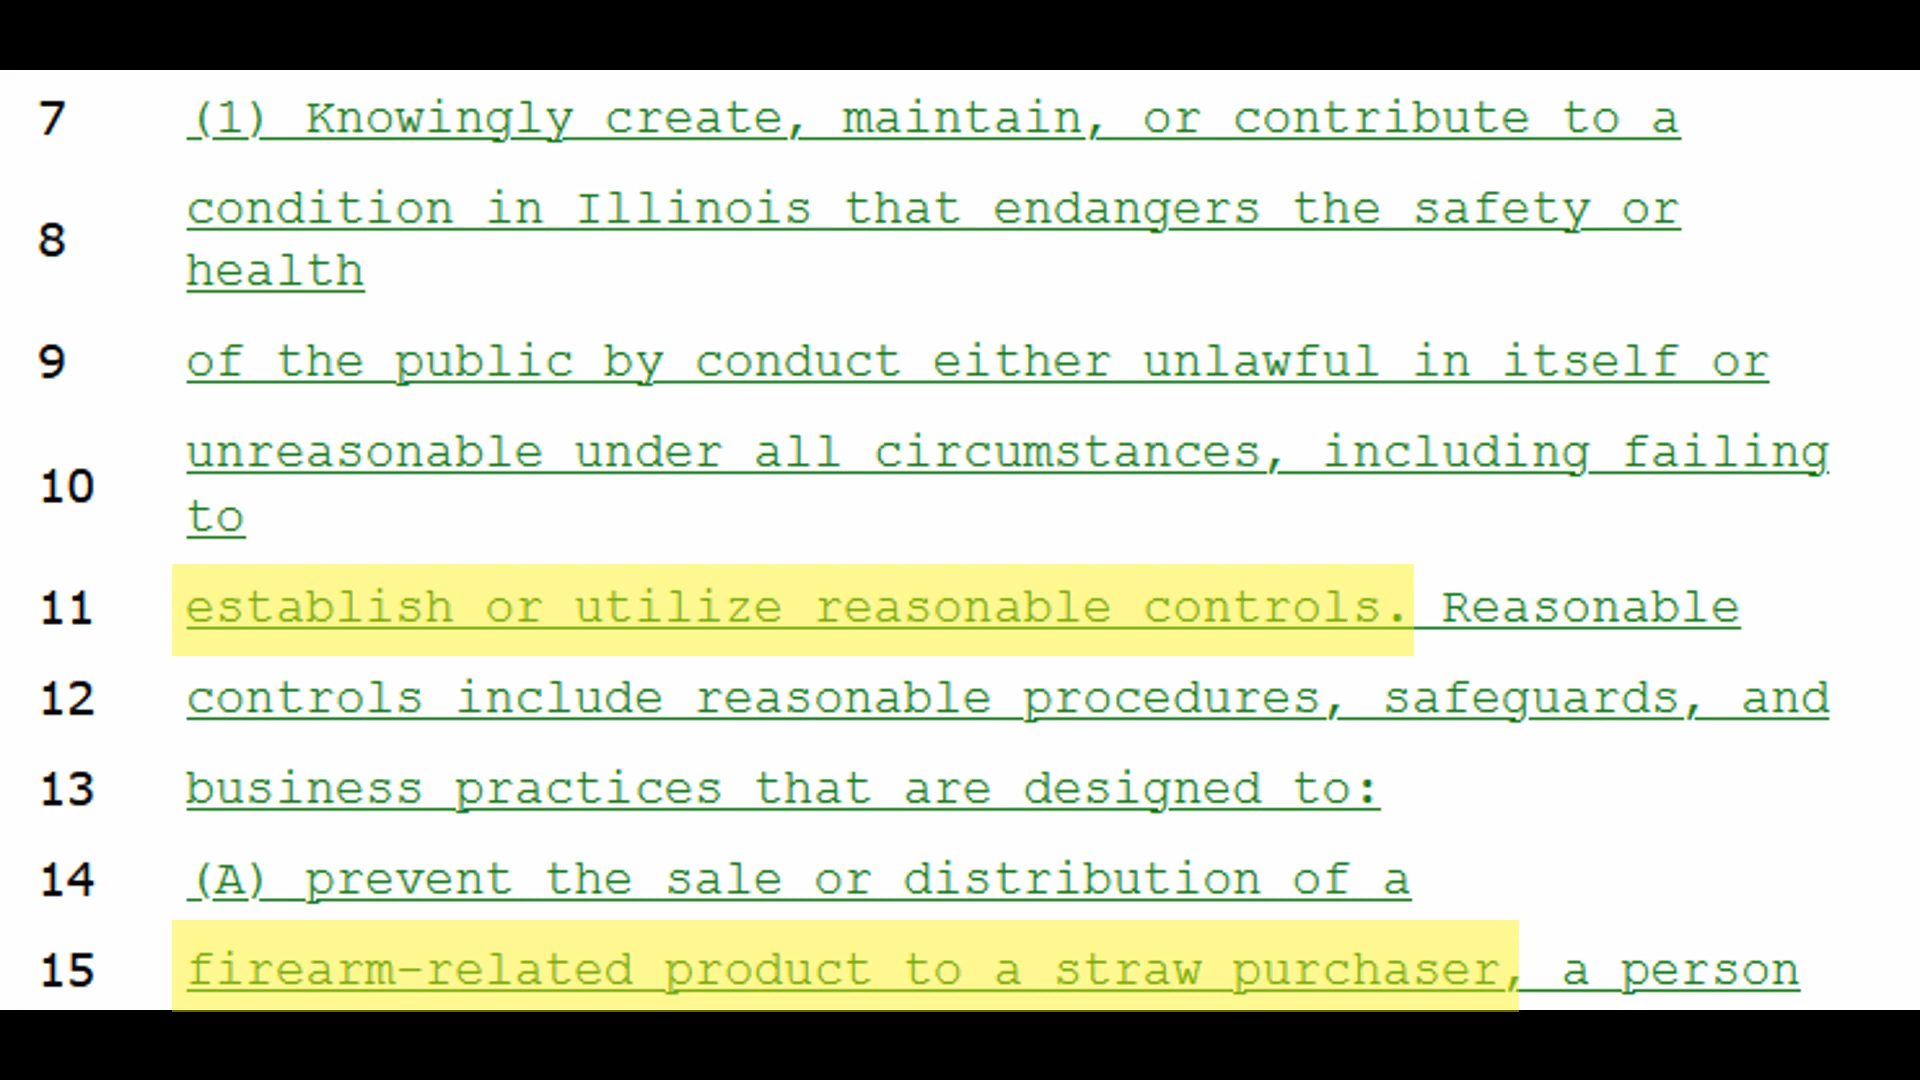 7 (1) Knowingly create, maintain, or contribute to a
8 condition in Illinois that endangers the safety or
health
9 of the public by conduct either unlawful in itself or
10 unreasonable under all circumstances, including failing
to
11 establish or utilize reasonable controls. Reasonable
12 controls include reasonable procedures, safeguards, and
13 business practices that are designed to:
14 (A) prevent the sale or distribution of a
15 firearm-related product to a straw purchaser, a person